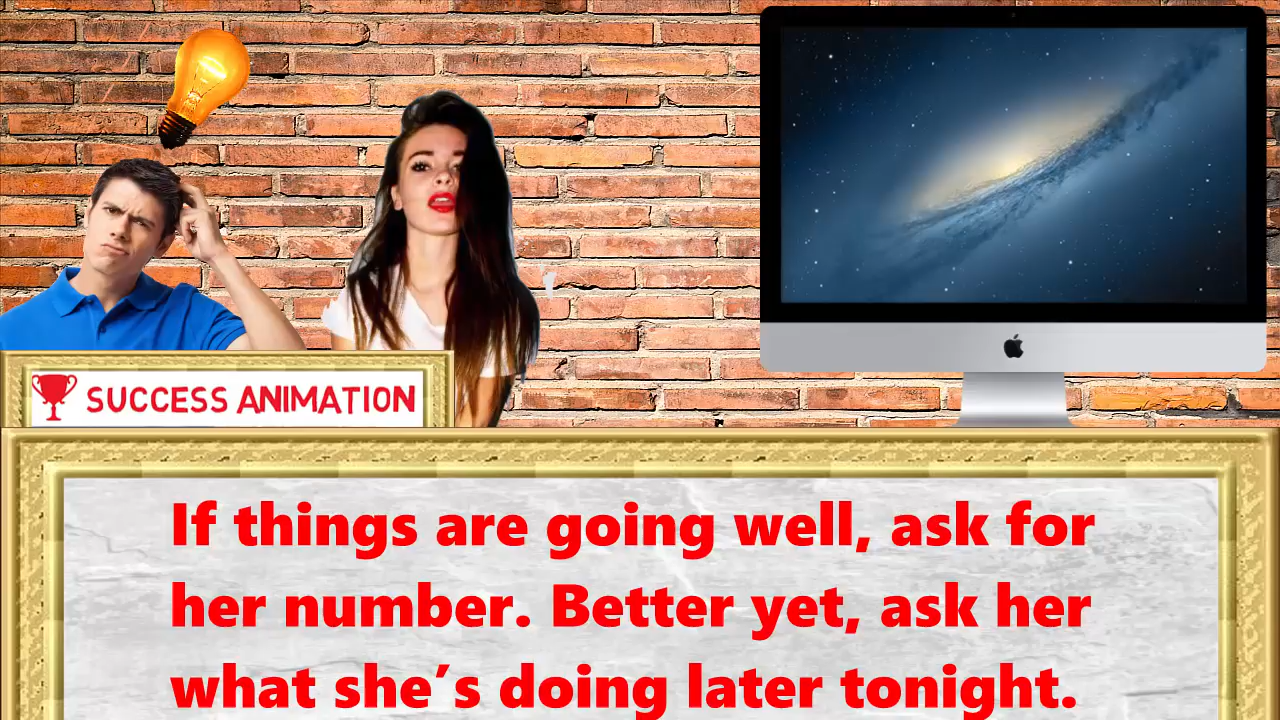 SUCCESS ANIMATION
If things are going well, ask for
her number. Better yet, ask her
what she´s doing later tonight.